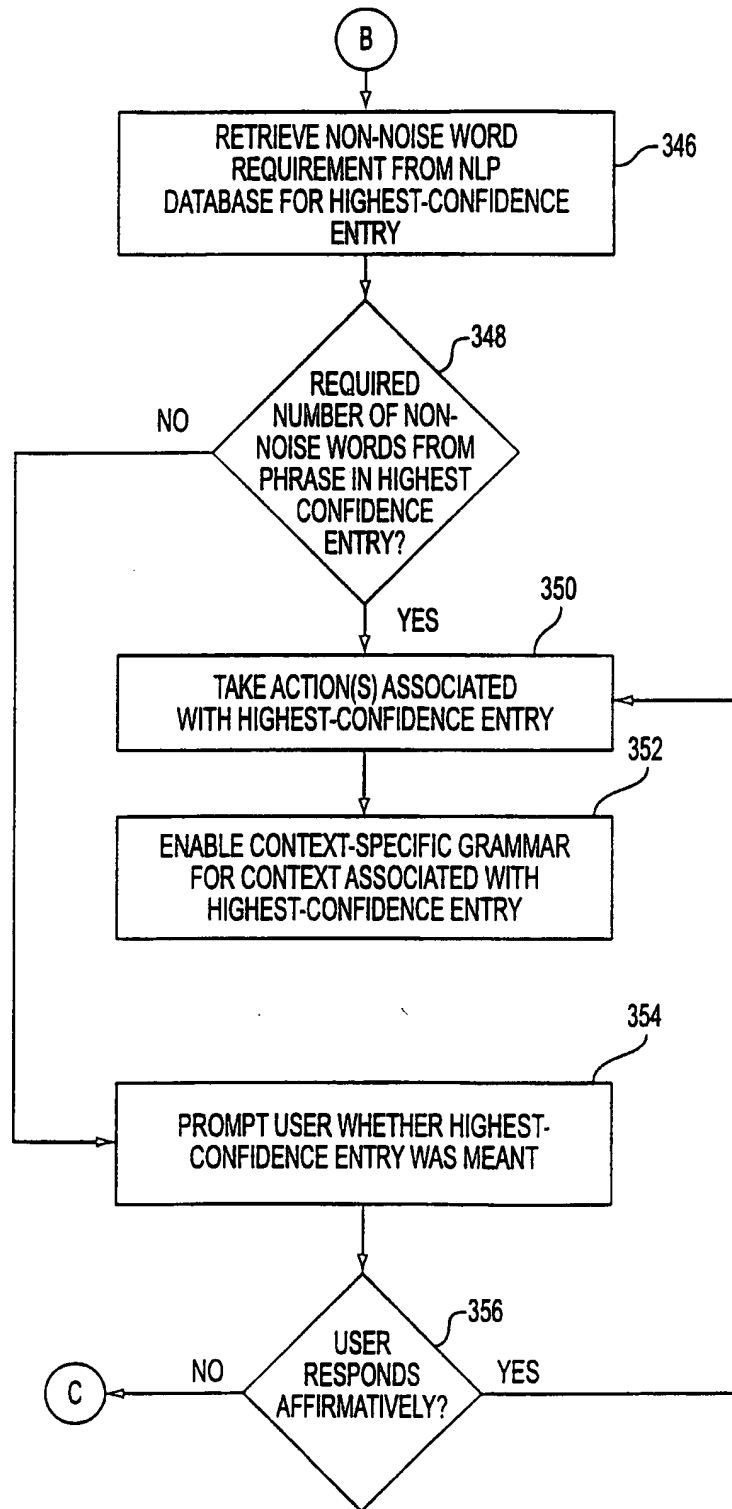 B
RETRIEVE NON-NOISE WORD
REQUIREMENT FROM NLP
DATABASE FOR HIGHEST-CONFIDENCE
ENTRY
346
348
REQUIRED
NUMBER OF NON-
NOISE WORDS FROM
PHRASE IN HIGHEST
CONFIDENCE
ENTRY?
NO
YES
350
TAKE ACTION(S) ASSOCIATED
WITH HIGHEST-CONFIDENCE ENTRY
352
ENABLE CONTEXT-SPECIFIC GRAMMAR
FOR CONTEXT ASSOCIATED WITH
HIGHEST-CONFIDENCE ENTRY
354
PROMPT USER WHETHER HIGHEST-
CONFIDENCE ENTRY WAS MEANT
356
USER
RESPONDS
AFFIRMATIVELY?
NO
YES
C